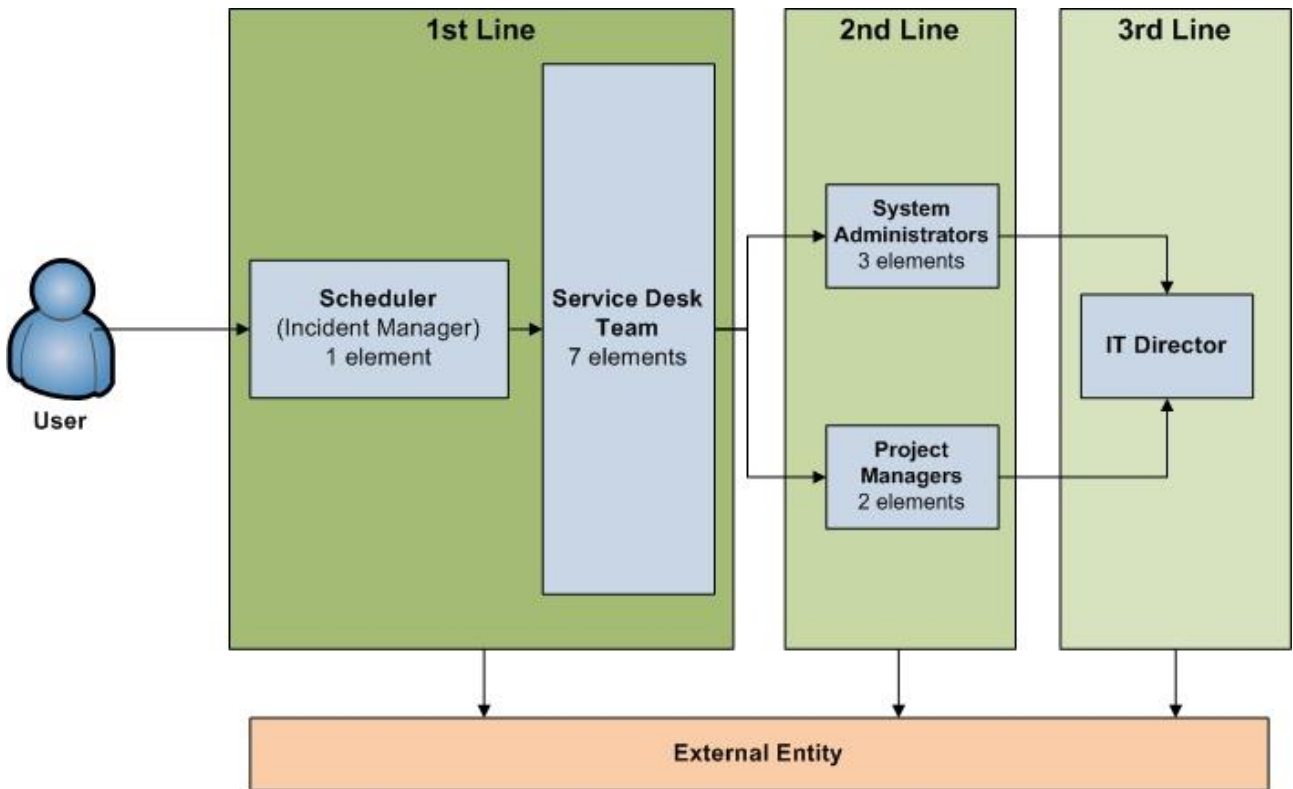 1st Line
2nd Line
3rd Line
System
Administrators
3 elements
Scheduler
(Incident Manager)
1 element
Service Desk
Team
7 elements
IT Director
User
Project
Managers
2 elements
External Entity